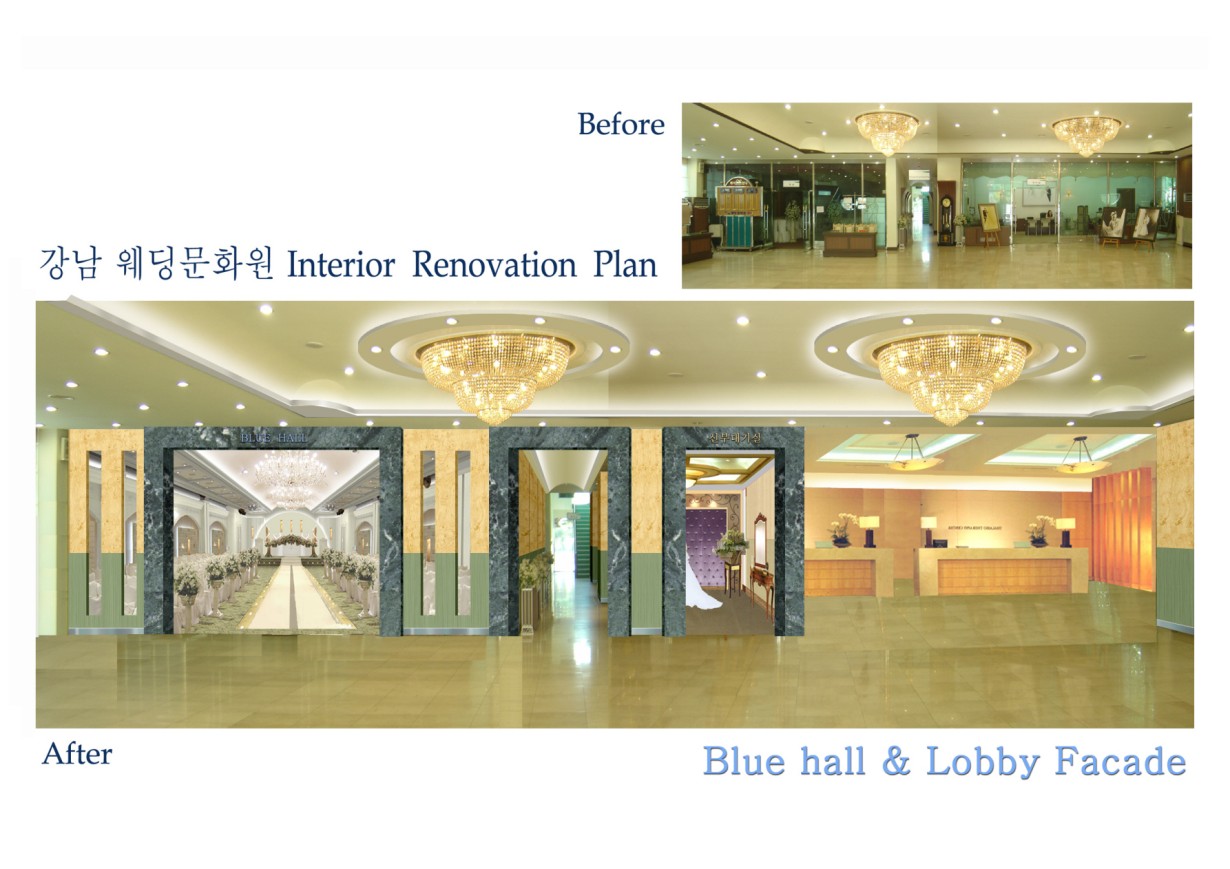 Before
강남 웨딩문화원 Interior Renovation Plan
BLUE HALL
신부대기실
After
Blue hall & Lobby Facade